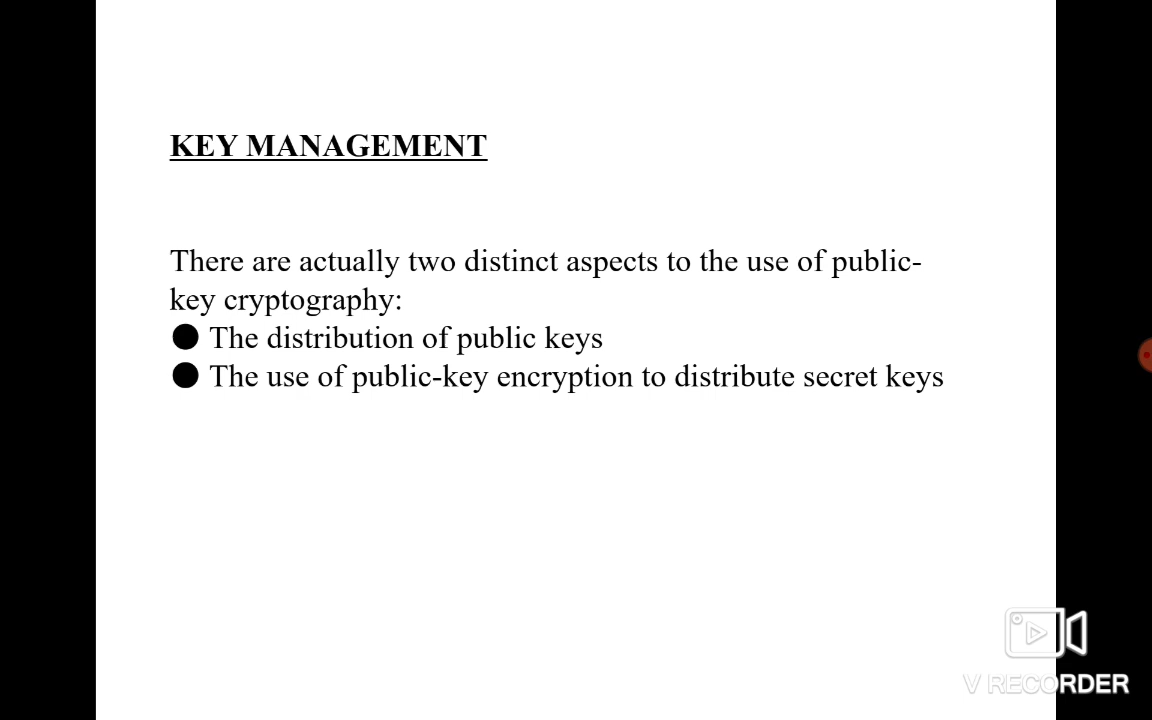 KEY MANAGEMENT
There are actually two distinct aspects to the use of public-
key cryptography:
● The distribution of public keys
● The use of public-key encryption to distribute secret keys
V RECORDER